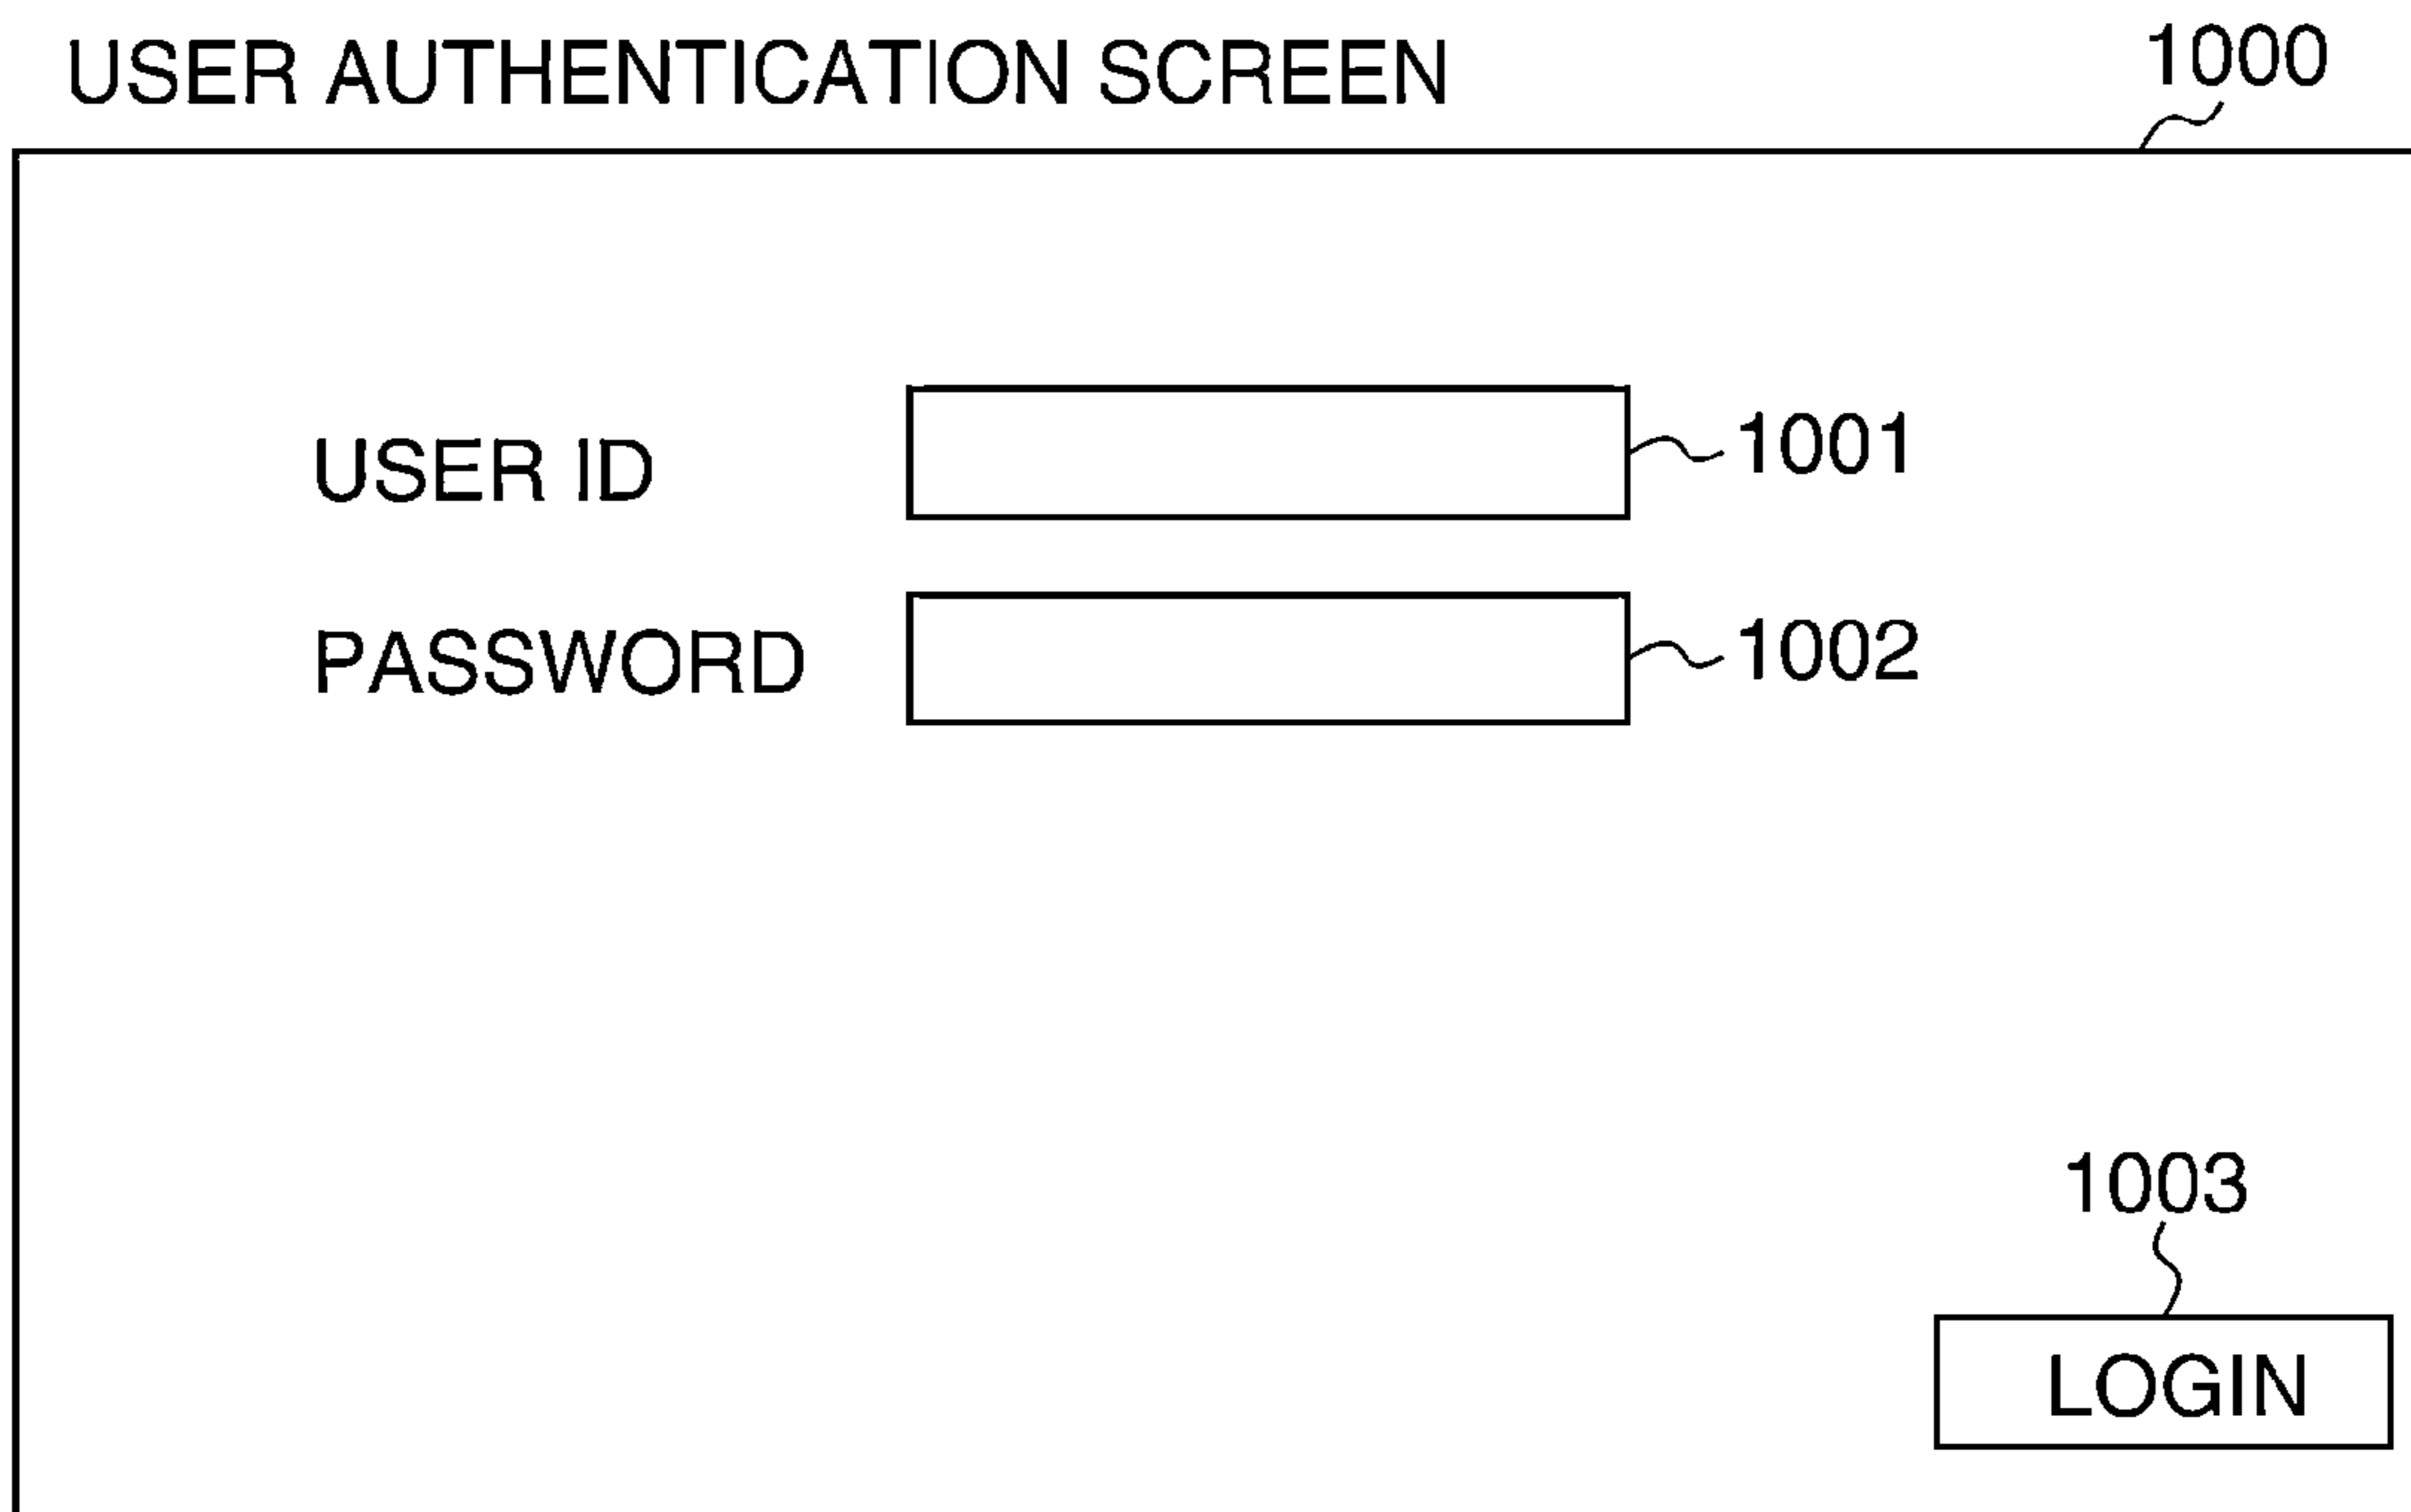 USER AUTHENTICATION SCREEN 1000
USER ID 1001
PASSWORD 1002
1003
LOGIN